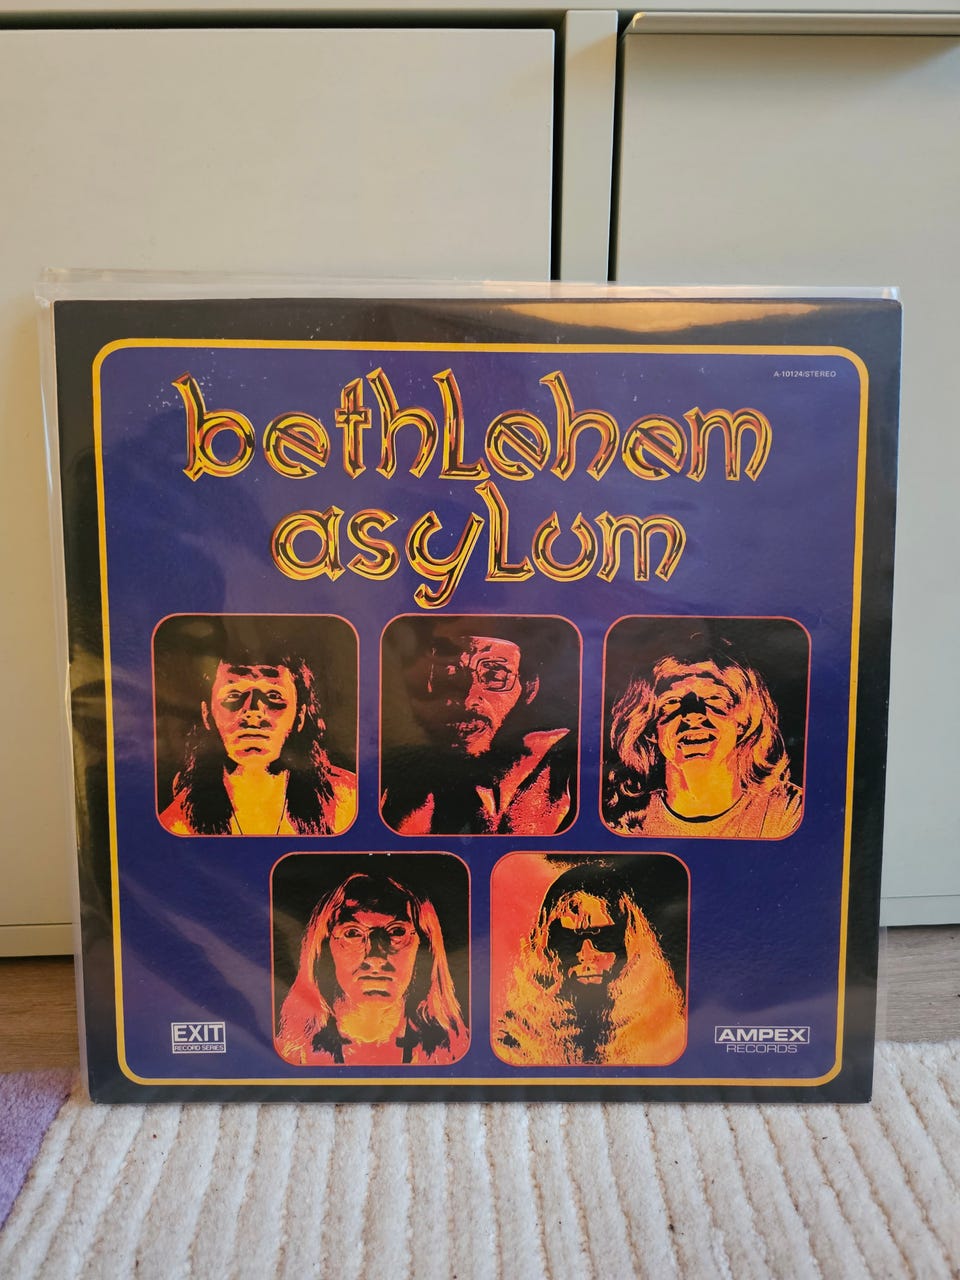 A-10124/STEREO
bethLehem
asyLum
EXIT
RECORD SERIES
AMPEX
RECORDS